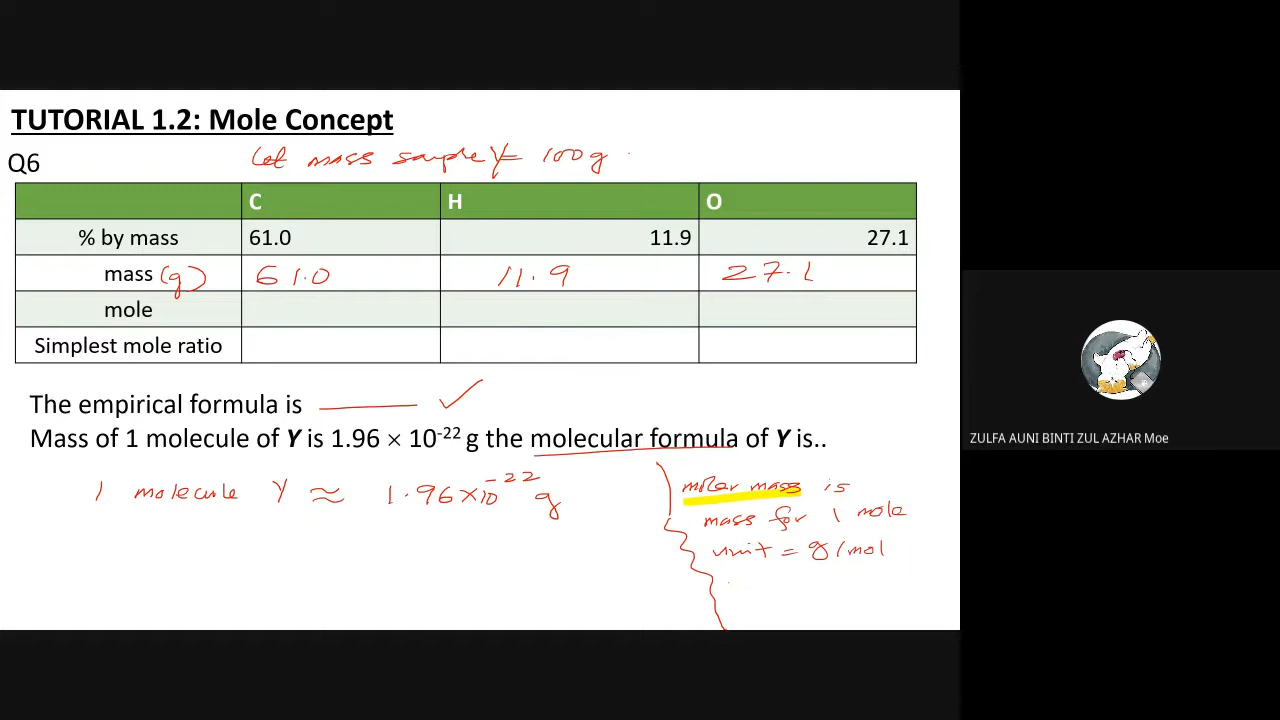 TUTORIAL 1.2: Mole Concept
Q6
Let mass sample Y = 100g
C H O
% by mass 61.0 11.9 27.1
mass (g) 61.0 11.9 27.1
mole
Simplest mole ratio
The empirical formula is
Mass of 1 molecule of Y is 1.96 × 10⁻²² g the molecular formula of Y is..
1 molecule Y ≈ 1.96×10⁻²² g
molar mass is
mass for 1 mole
unit = g/mol
ZULFA AUNI BINTI ZUL AZHAR Moe